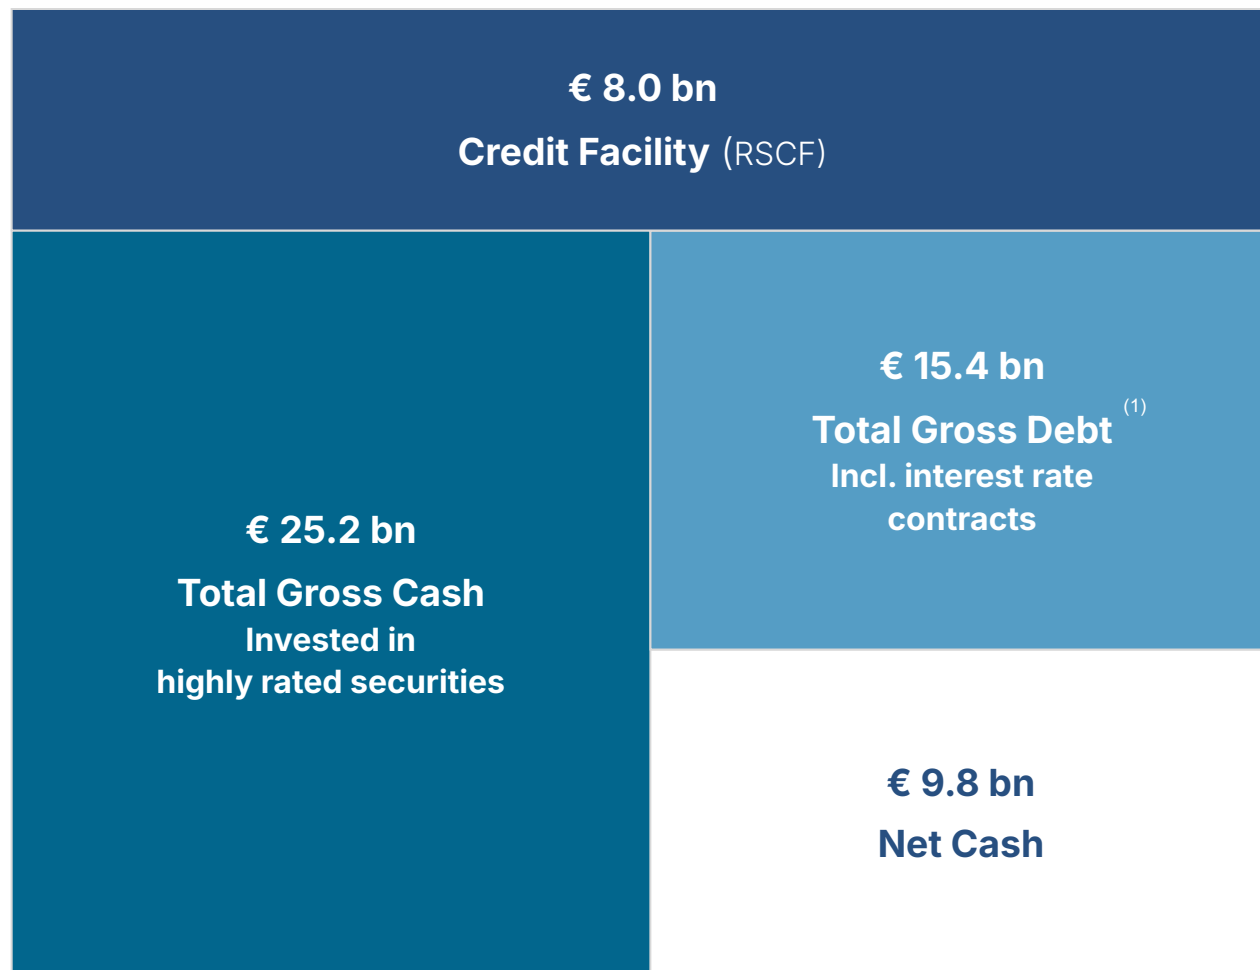 € 8.0 bn
Credit Facility (RSCF)
€ 25.2 bn
Total Gross Cash
Invested in
highly rated securities
€ 15.4 bn
Total Gross Debt (1)
Incl. interest rate
contracts
€ 9.8 bn
Net Cash